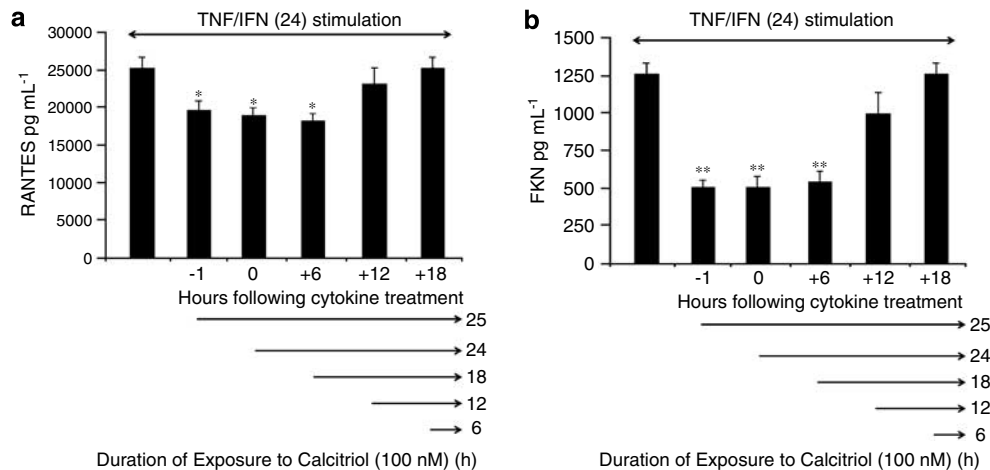 a
TNF/IFN (24) stimulation
RANTES pg mL⁻¹
30000
25000
20000
15000
10000
5000
0
* * *
-1 0 +6 +12 +18
Hours following cytokine treatment
25
24
18
12
6
Duration of Exposure to Calcitriol (100 nM) (h)
b
TNF/IFN (24) stimulation
FKN pg mL⁻¹
1500
1250
1000
750
500
250
0
** ** **
-1 0 +6 +12 +18
Hours following cytokine treatment
25
24
18
12
6
Duration of Exposure to Calcitriol (100 nM) (h)